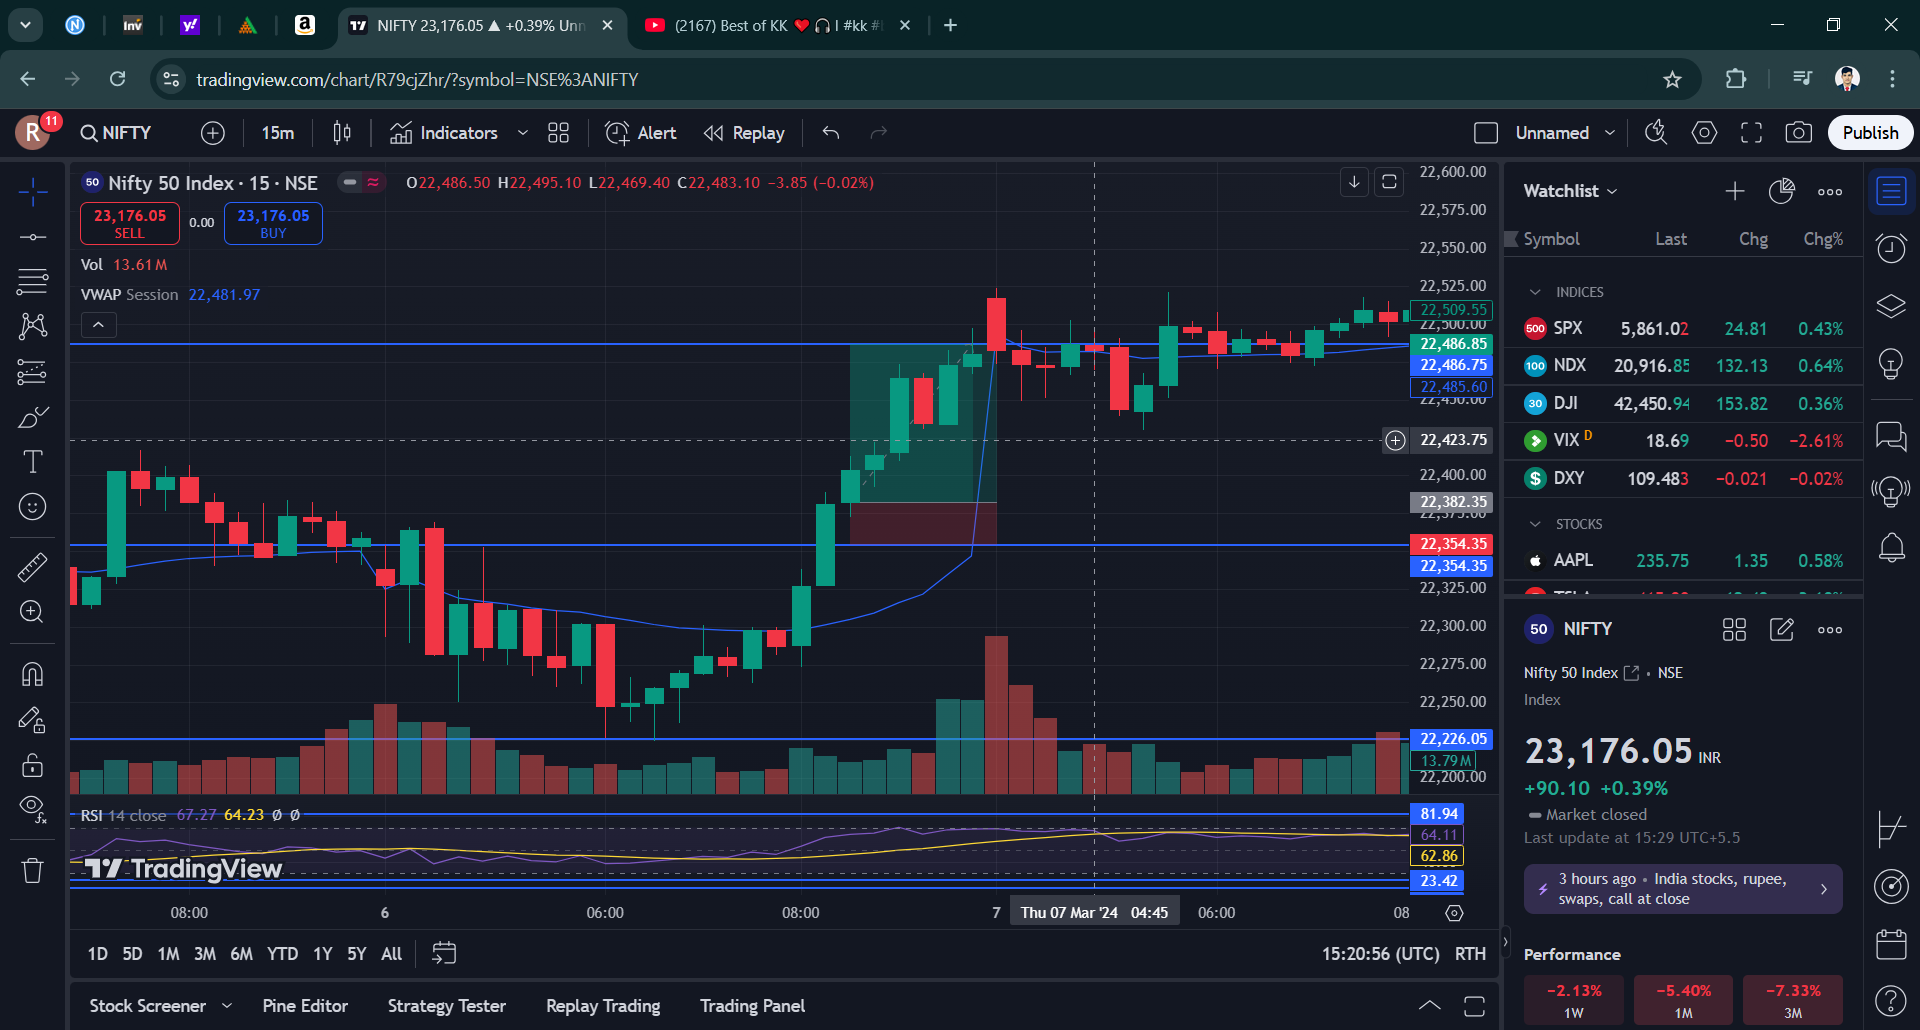 NIFTY 23,176.05 ▲ +0.39% Unn
(2167) Best of KK ❤️🎧 I #kk #
tradingview.com/chart/R79cjZhr/?symbol=NSE%3ANIFTY
R 11 NIFTY 15m Indicators Alert Replay Unnamed Publish
50 Nifty 50 Index · 15 · NSE O22,486.50 H22,495.10 L22,469.40 C22,483.10 −3.85 (−0.02%)
23,176.05 SELL 0.00 23,176.05 BUY
Vol 13.61 M
VWAP Session 22,481.97
22,600.00
22,575.00
22,550.00
22,525.00
22,509.55
22,500.00
22,486.85
22,486.75
22,485.60
22,450.00
22,423.75
22,400.00
22,382.35
22,375.00
22,354.35
22,354.35
22,325.00
22,300.00
22,275.00
22,250.00
22,226.05
13.79 M
22,200.00
RSI 14 close 67.27 64.23 Ø Ø
81.94
64.11
62.86
23.42
TradingView
08:00 6 06:00 08:00 7 Thu 07 Mar '24 04:45 06:00 08
1D 5D 1M 3M 6M YTD 1Y 5Y All 15:20:56 (UTC) RTH
Stock Screener Pine Editor Strategy Tester Replay Trading Trading Panel
Watchlist
Symbol Last Chg Chg%
INDICES
500 SPX 5,861.02 24.81 0.43%
100 NDX 20,916.85 132.13 0.64%
30 DJI 42,450.94 153.82 0.36%
VIX D 18.69 −0.50 −2.61%
$ DXY 109.483 −0.021 −0.02%
STOCKS
AAPL 235.75 1.35 0.58%
50 NIFTY
Nifty 50 Index • NSE
Index
23,176.05 INR
+90.10 +0.39%
Market closed
Last update at 15:29 UTC+5.5
3 hours ago • India stocks, rupee,
swaps, call at close
Performance
−2.13% −5.40% −7.33%
1W 1M 3M